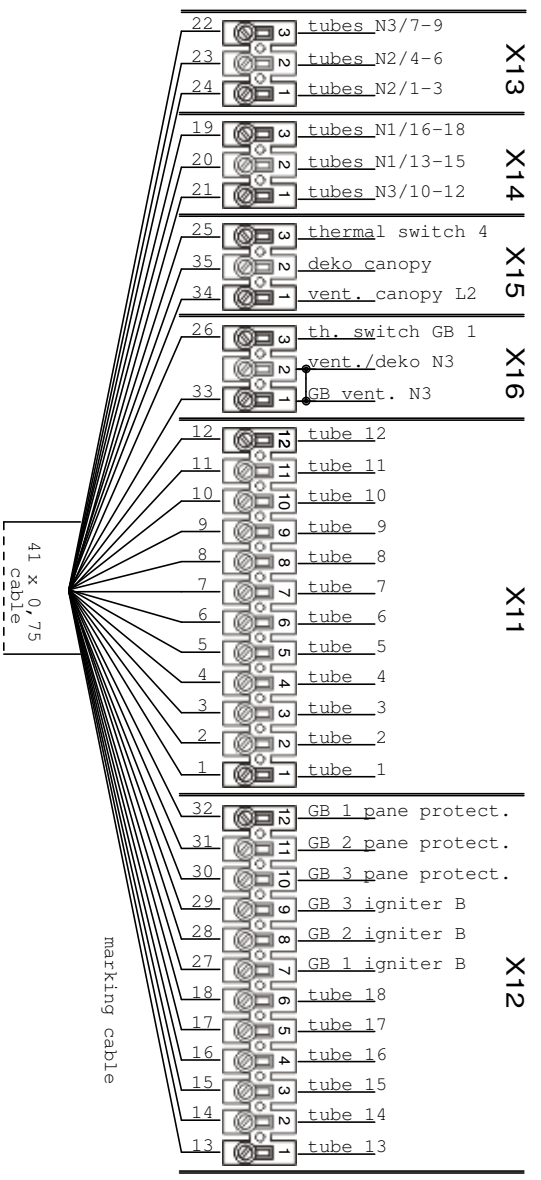 X13
22 3 tubes N3/7-9
23 2 tubes N2/4-6
24 1 tubes N2/1-3
X14
19 3 tubes N1/16-18
20 2 tubes N1/13-15
21 1 tubes N3/10-12
X15
25 3 thermal switch 4
35 2 deko canopy
34 1 vent. canopy L2
X16
26 3 th. switch GB 1
2 vent./deko N3
33 1 GB vent. N3
X11
12 12 tube 12
11 11 tube 11
10 10 tube 10
9 9 tube 9
8 8 tube 8
7 7 tube 7
6 6 tube 6
5 5 tube 5
4 4 tube 4
3 3 tube 3
2 2 tube 2
1 1 tube 1
X12
32 12 GB 1 pane protect.
31 11 GB 2 pane protect.
30 10 GB 3 pane protect.
29 9 GB 3 igniter B
28 8 GB 2 igniter B
27 7 GB 1 igniter B
18 6 tube 18
17 5 tube 17
16 4 tube 16
15 3 tube 15
14 2 tube 14
13 1 tube 13
41 x 0,75
cable
marking cable